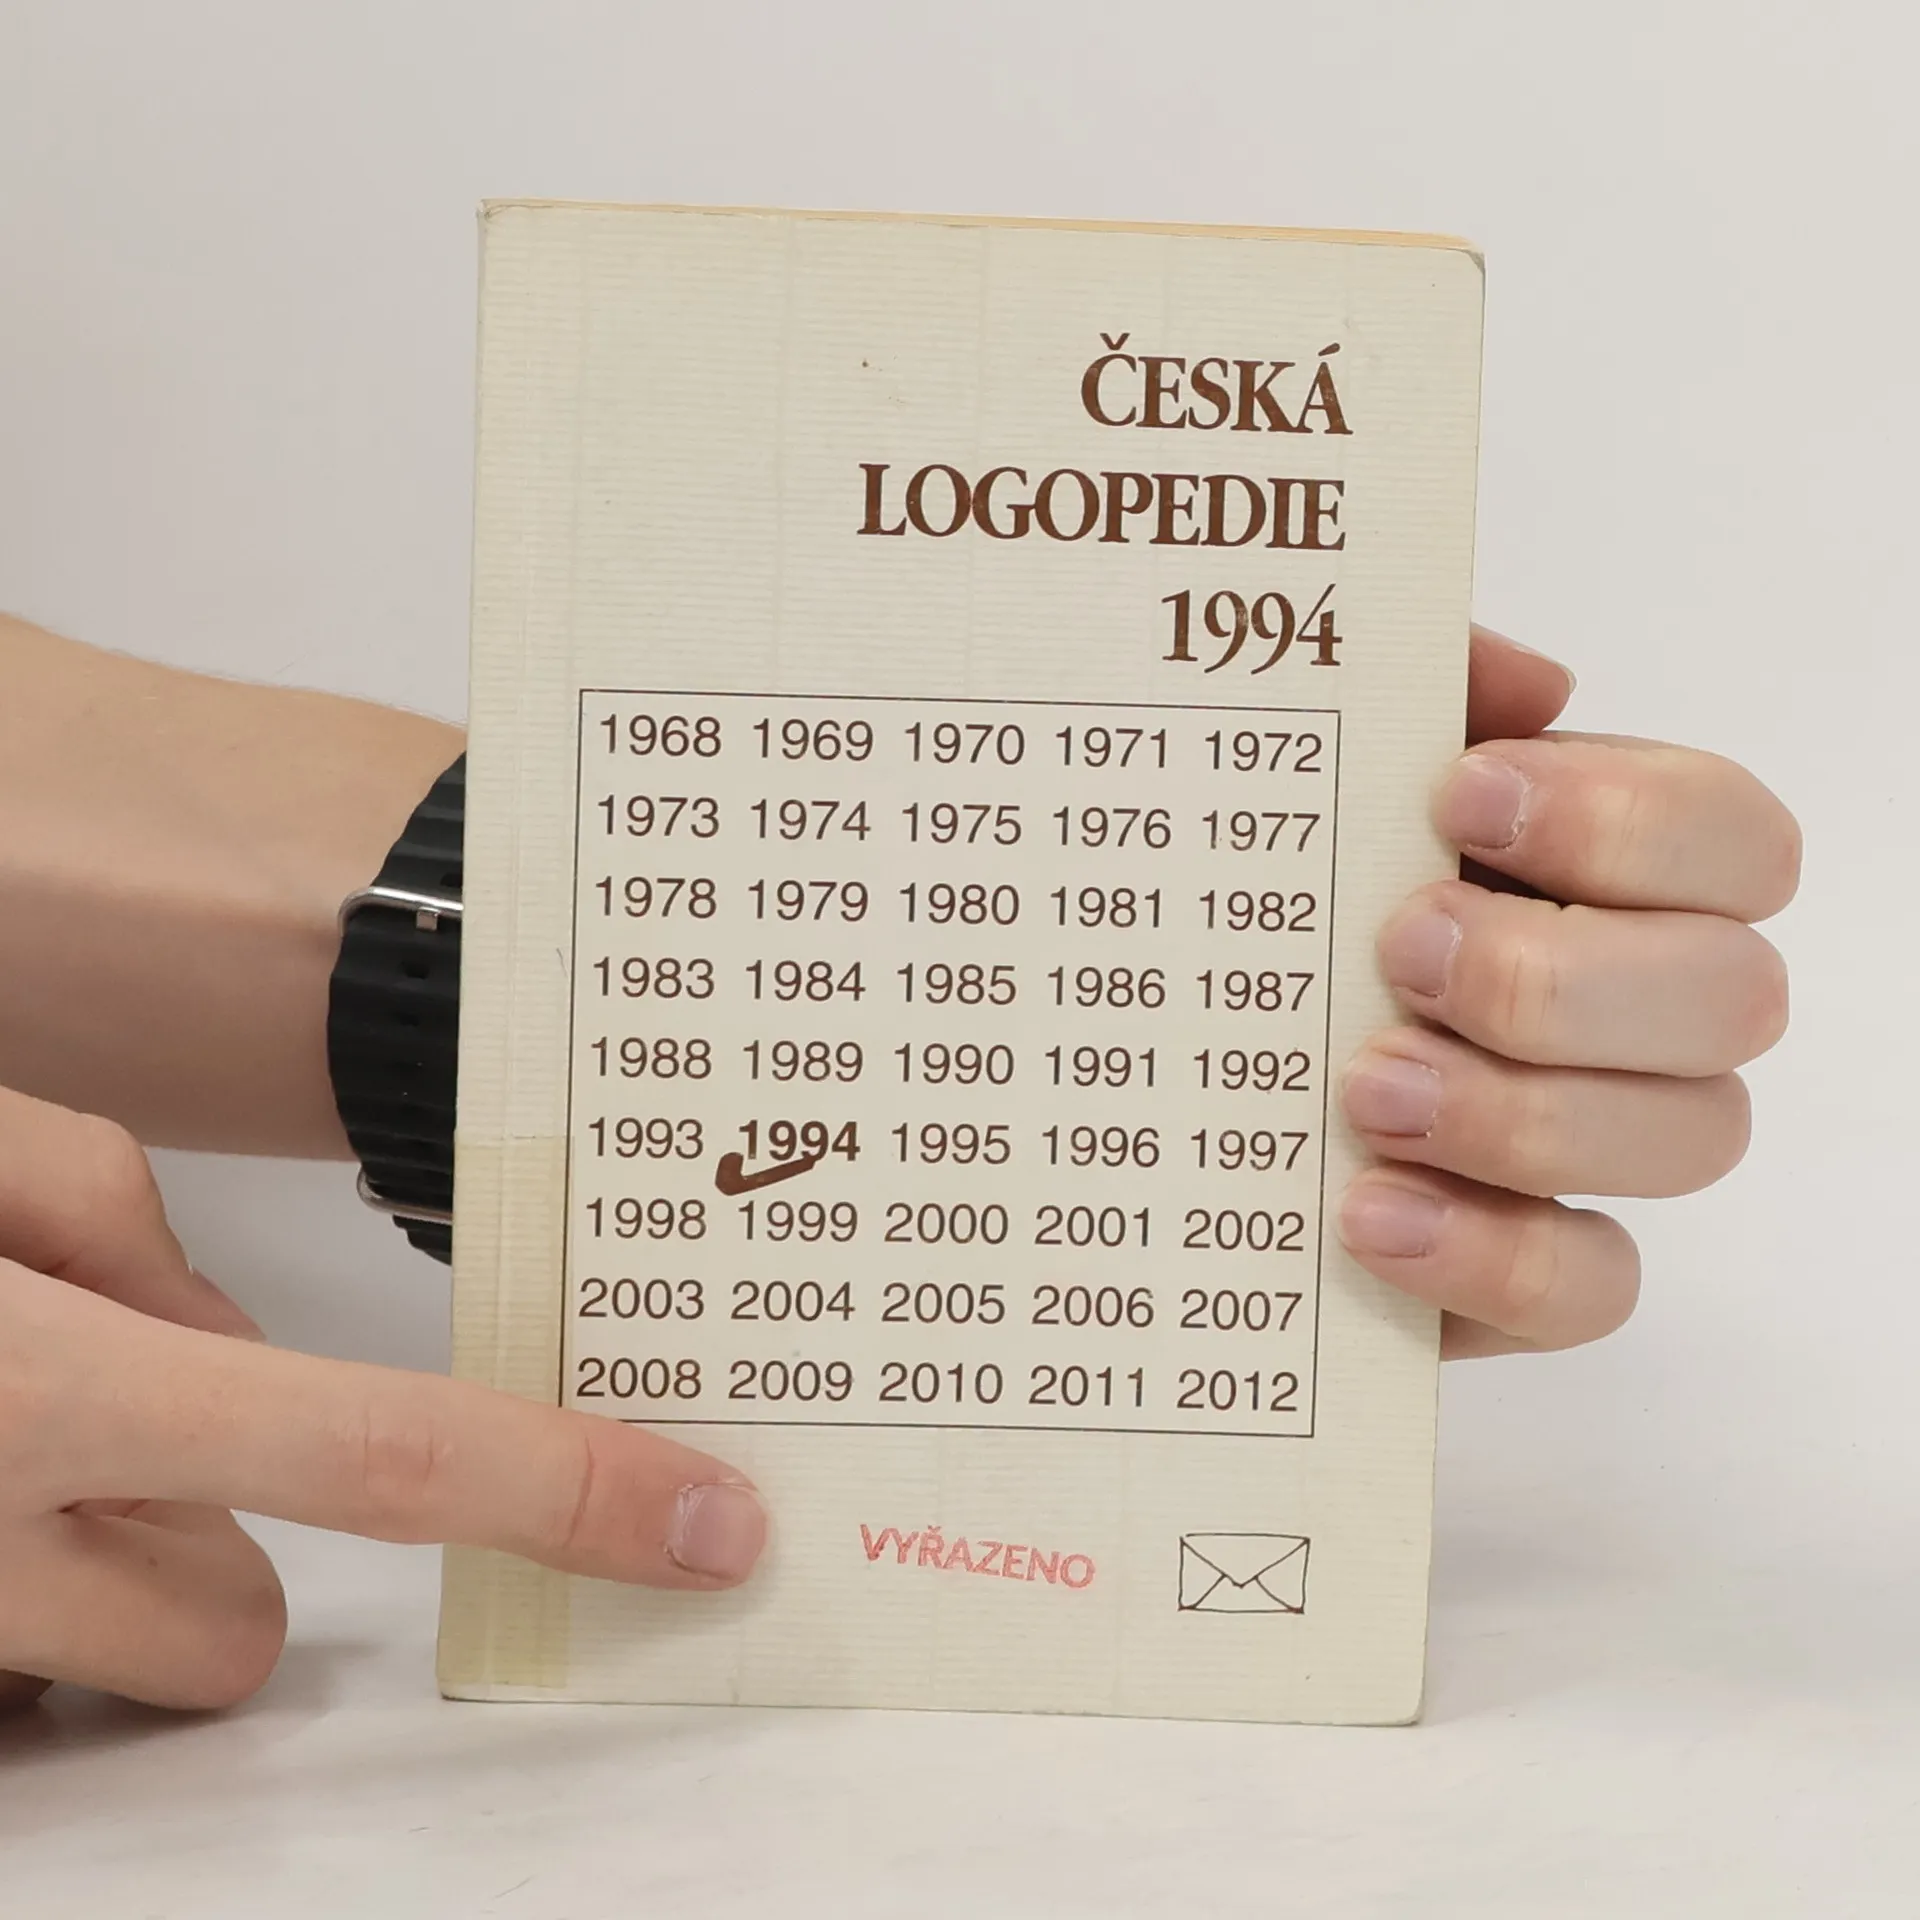 ČESKÁ
LOGOPEDIE
1994
1968 1969 1970 1971 1972
1973 1974 1975 1976 1977
1978 1979 1980 1981 1982
1983 1984 1985 1986 1987
1988 1989 1990 1991 1992
1993 1994 1995 1996 1997
1998 1999 2000 2001 2002
2003 2004 2005 2006 2007
2008 2009 2010 2011 2012
VYŘAZENO